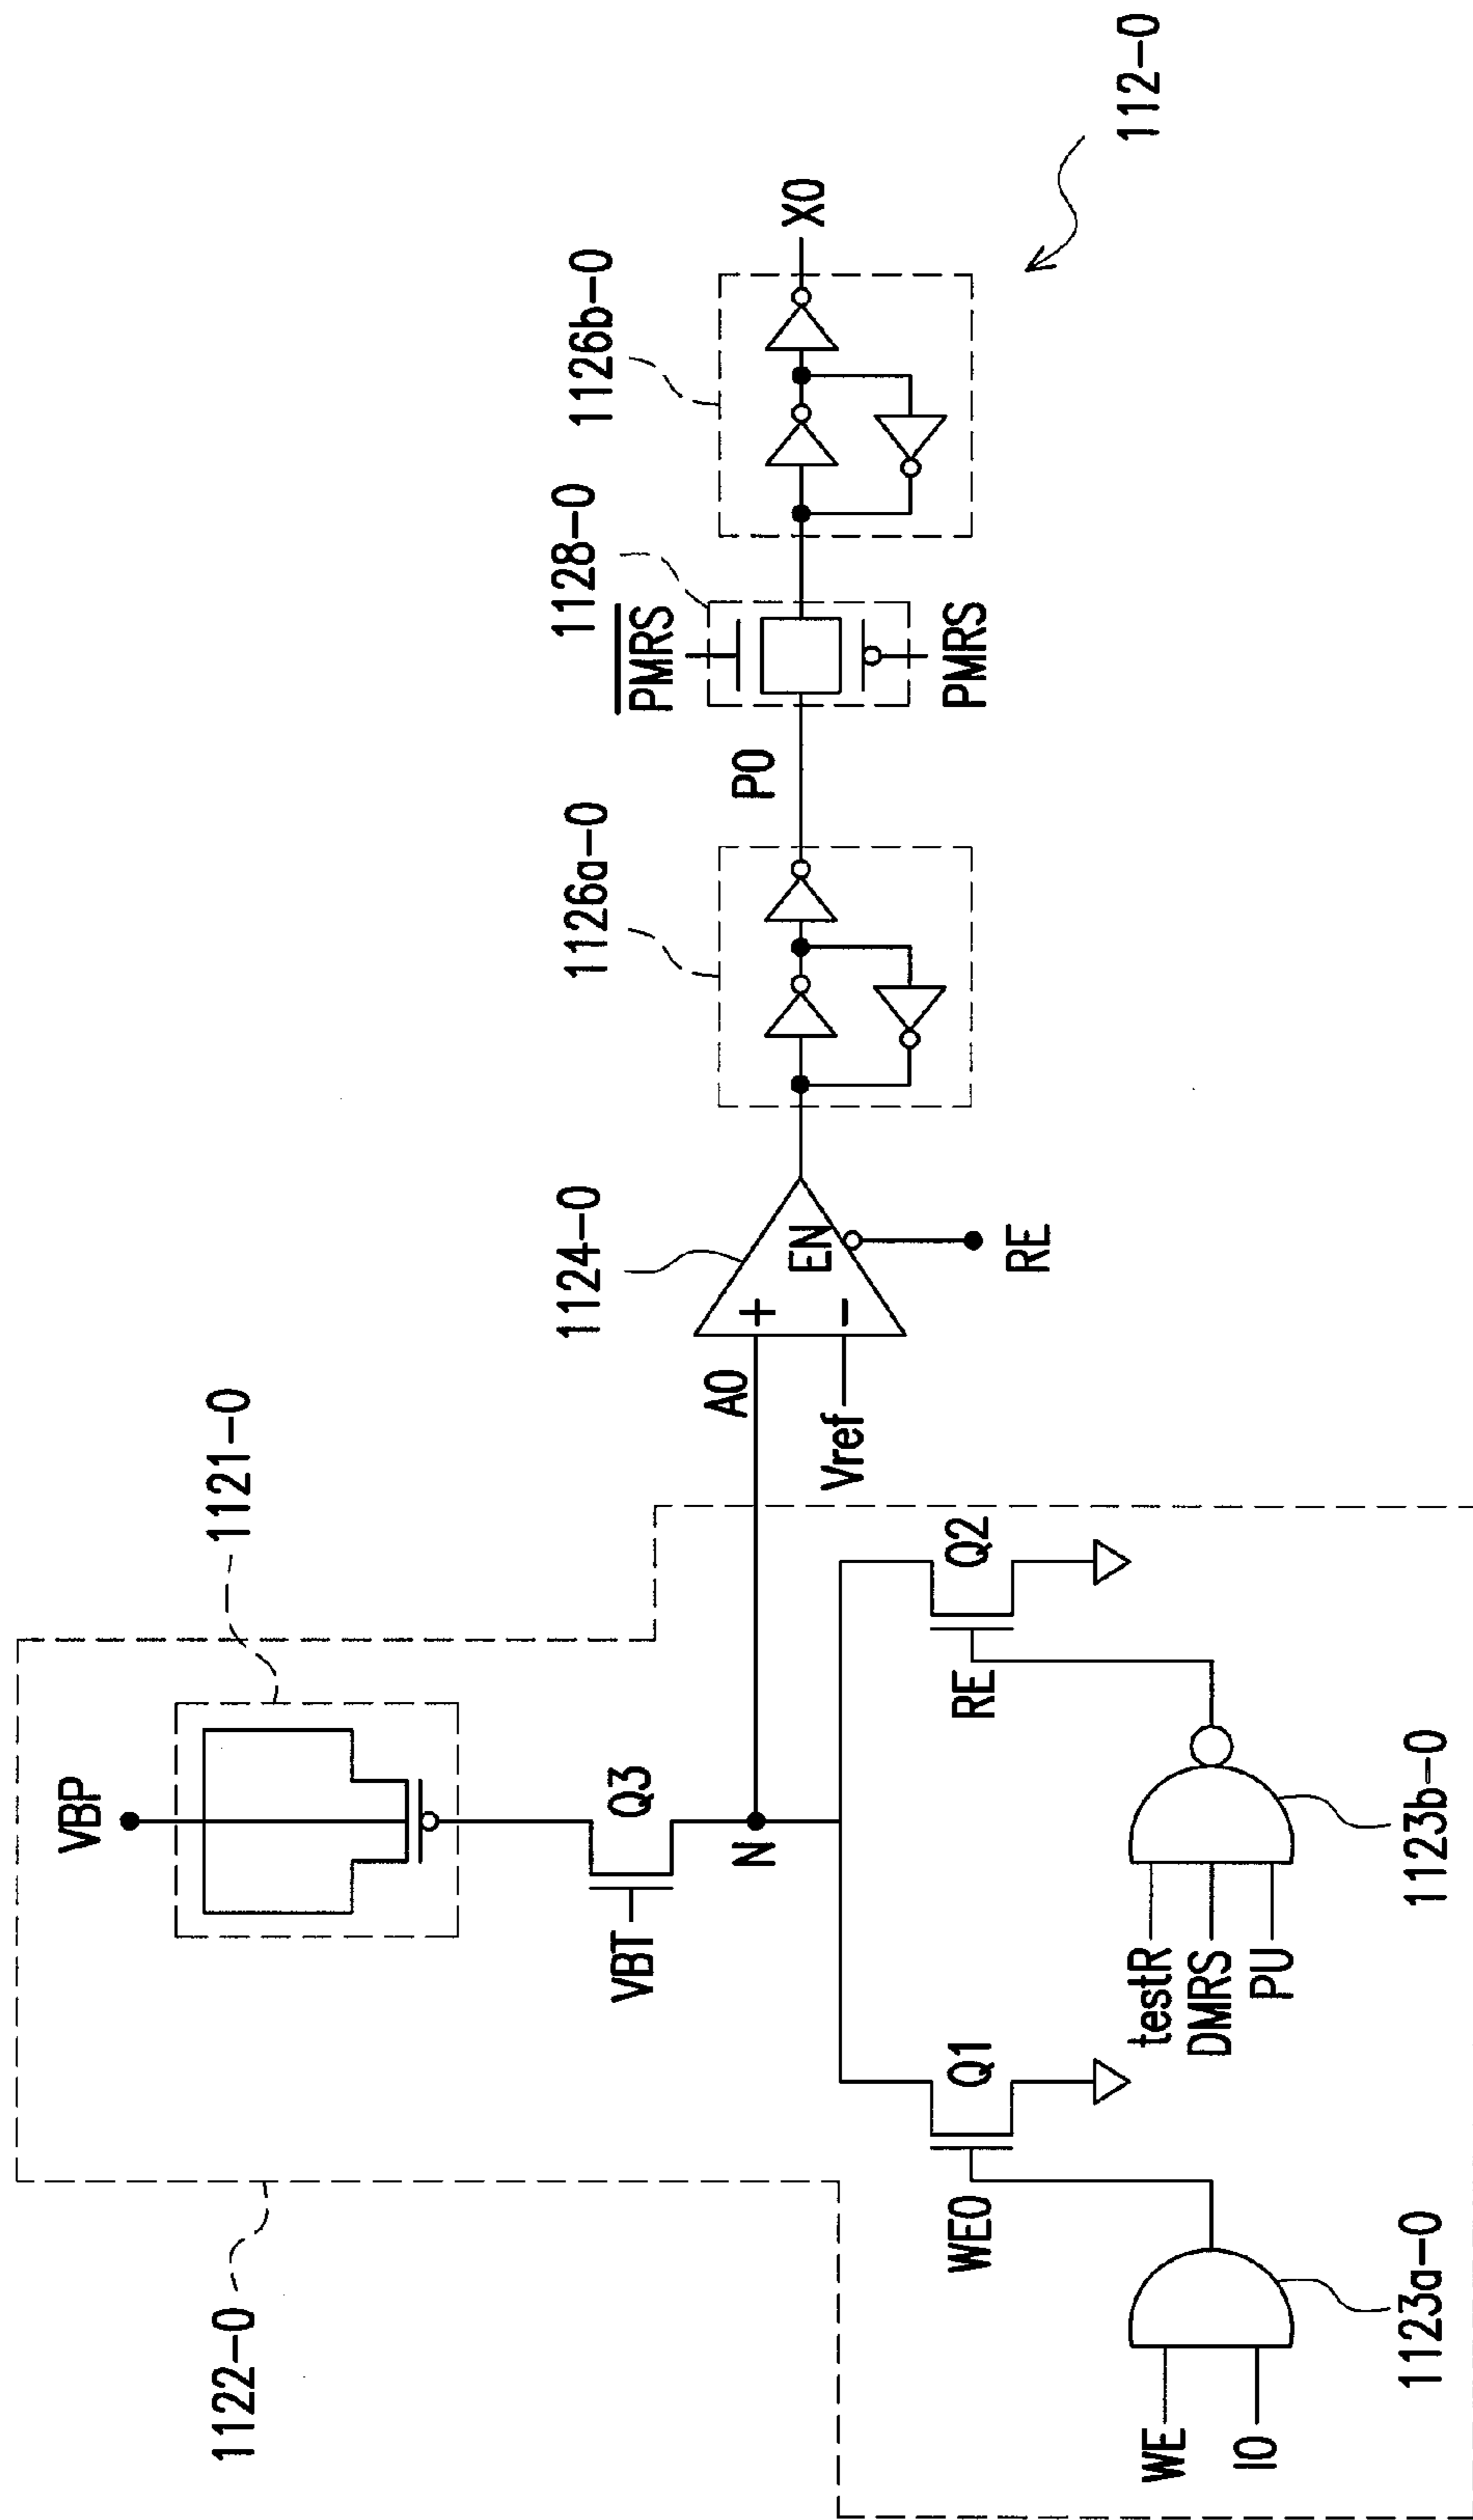 1122-0
VBP
1121-0
VBT
Q3
N
A0
1124-0
+
−
EN
Vref
RE
1126a-0
P0
1128-0
PMRS
PMRS
1126b-0
X0
112-0
WE0
Q1
RE
Q2
WE
I0
1123a-0
testR
DMRS
PU
1123b-0